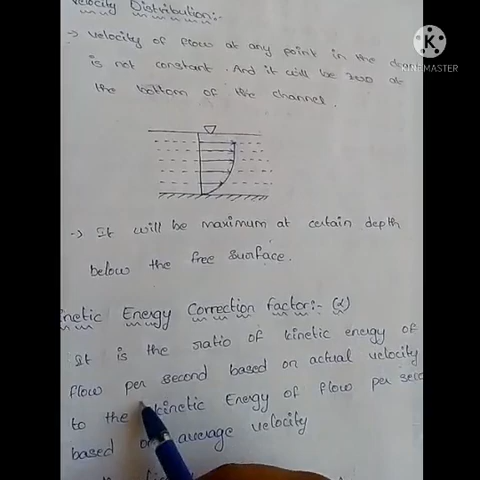 Velocity Distribution:-
→ velocity of flow at any point in the
is not constant. And it will be zero at
the bottom of the channel.
→ It will be maximum at certain depth
below the free surface.
Kinetic Energy Correction factor:- (α)
It is the ratio of kinetic energy of
flow per second based on actual velocity
to the kinetic Energy of flow per sec
based on average velocity
K
KINEMASTER